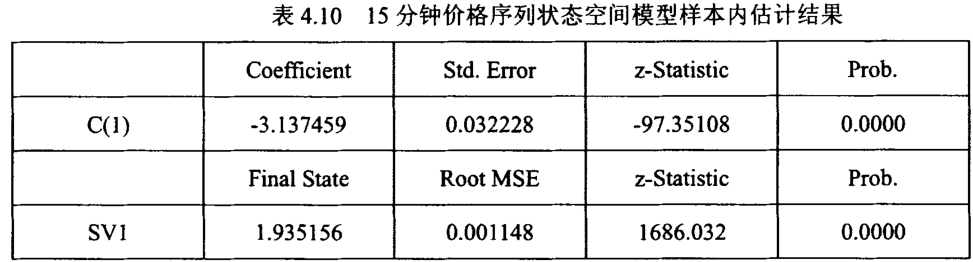 表 4.10 15 分钟价格序列状态空间模型样本内估计结果
Coefficient Std. Error z-Statistic Prob.
C(1) -3.137459 0.032228 -97.35108 0.0000
Final State Root MSE z-Statistic Prob.
SV1 1.935156 0.001148 1686.032 0.0000